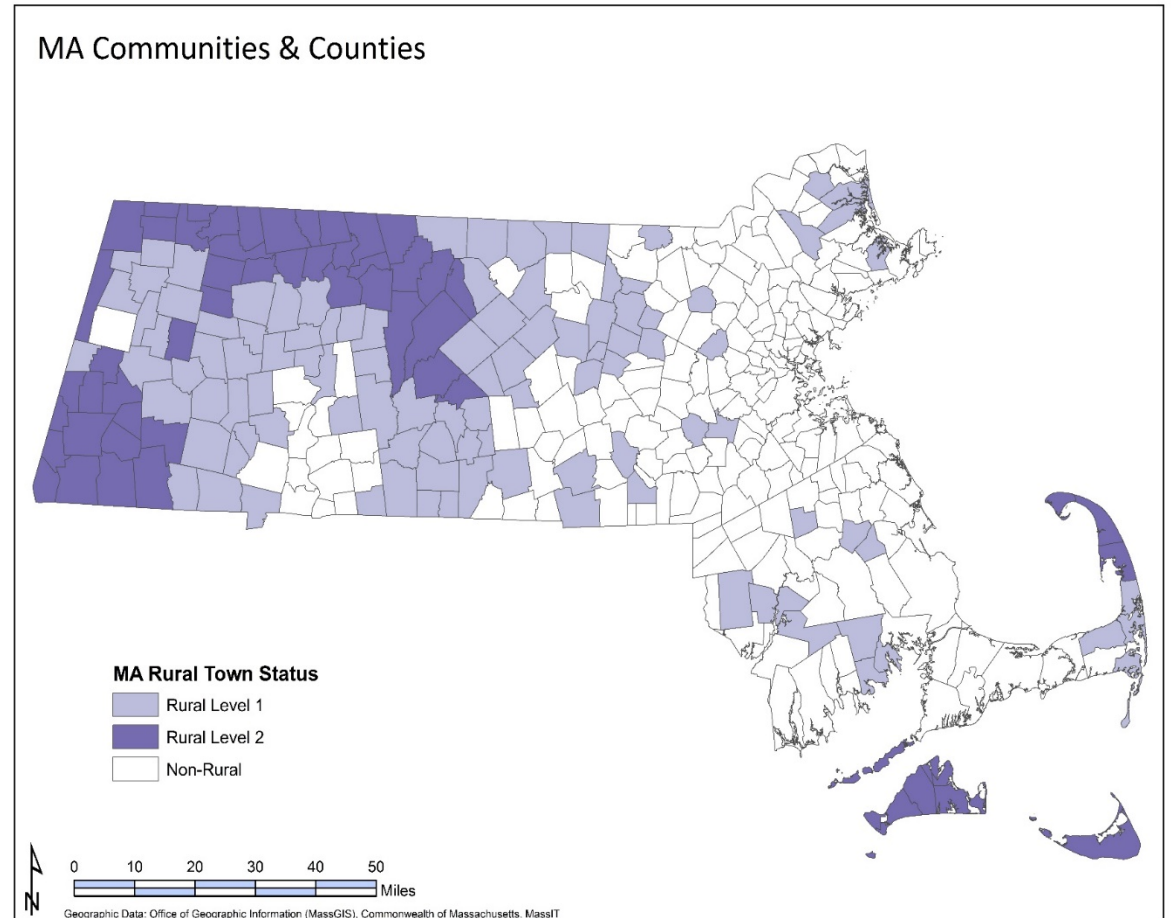 MA Communities & Counties
MA Rural Town Status
Rural Level 1
Rural Level 2
Non-Rural
0 10 20 30 40 50
Miles
N
Geographic Data: Office of Geographic Information (MassGIS), Commonwealth of Massachusetts, MassIT